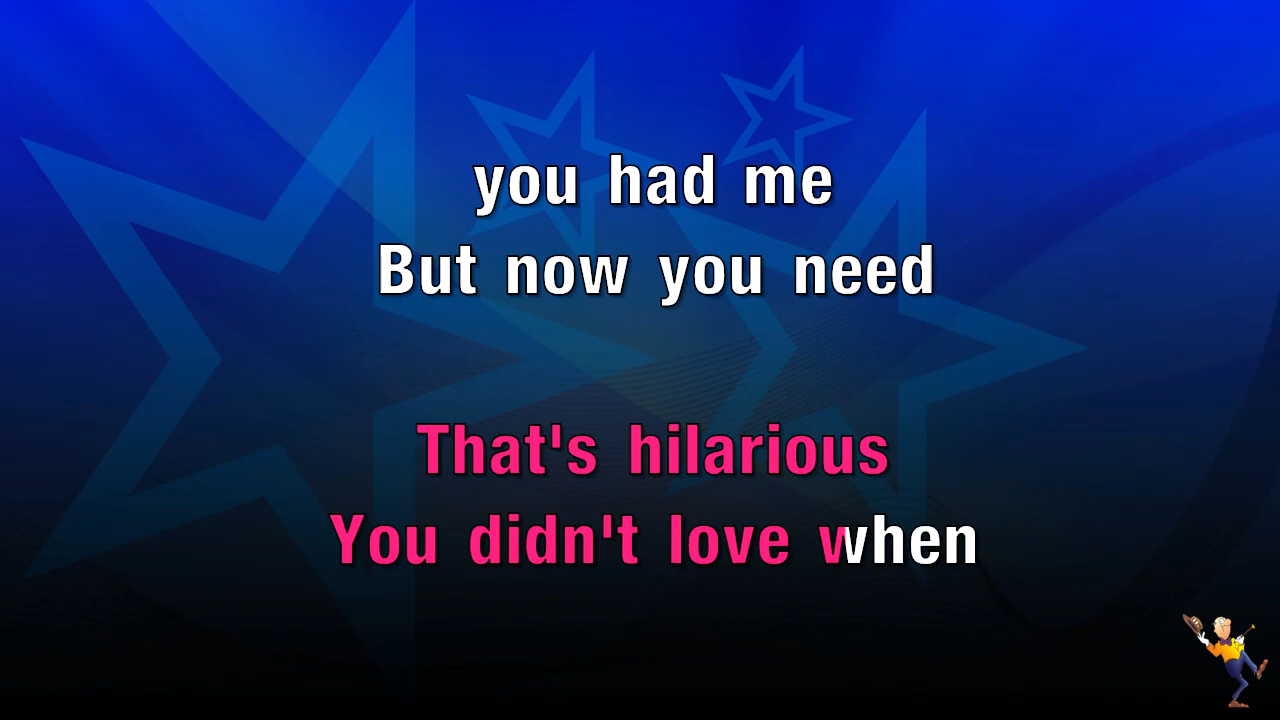 you had me
But now you need
That's hilarious
You didn't love when